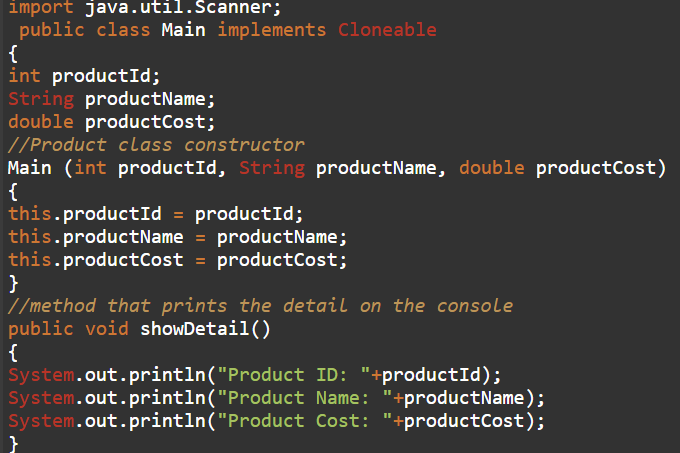 import java.util.Scanner;
public class Main implements Cloneable
{
int productId;
String productName;
double productCost;
//Product class constructor
Main (int productId, String productName, double productCost)
{
this.productId = productId;
this.productName = productName;
this.productCost = productCost;
}
//method that prints the detail on the console
public void showDetail()
{
System.out.println("Product ID: "+productId);
System.out.println("Product Name: "+productName);
System.out.println("Product Cost: "+productCost);
}